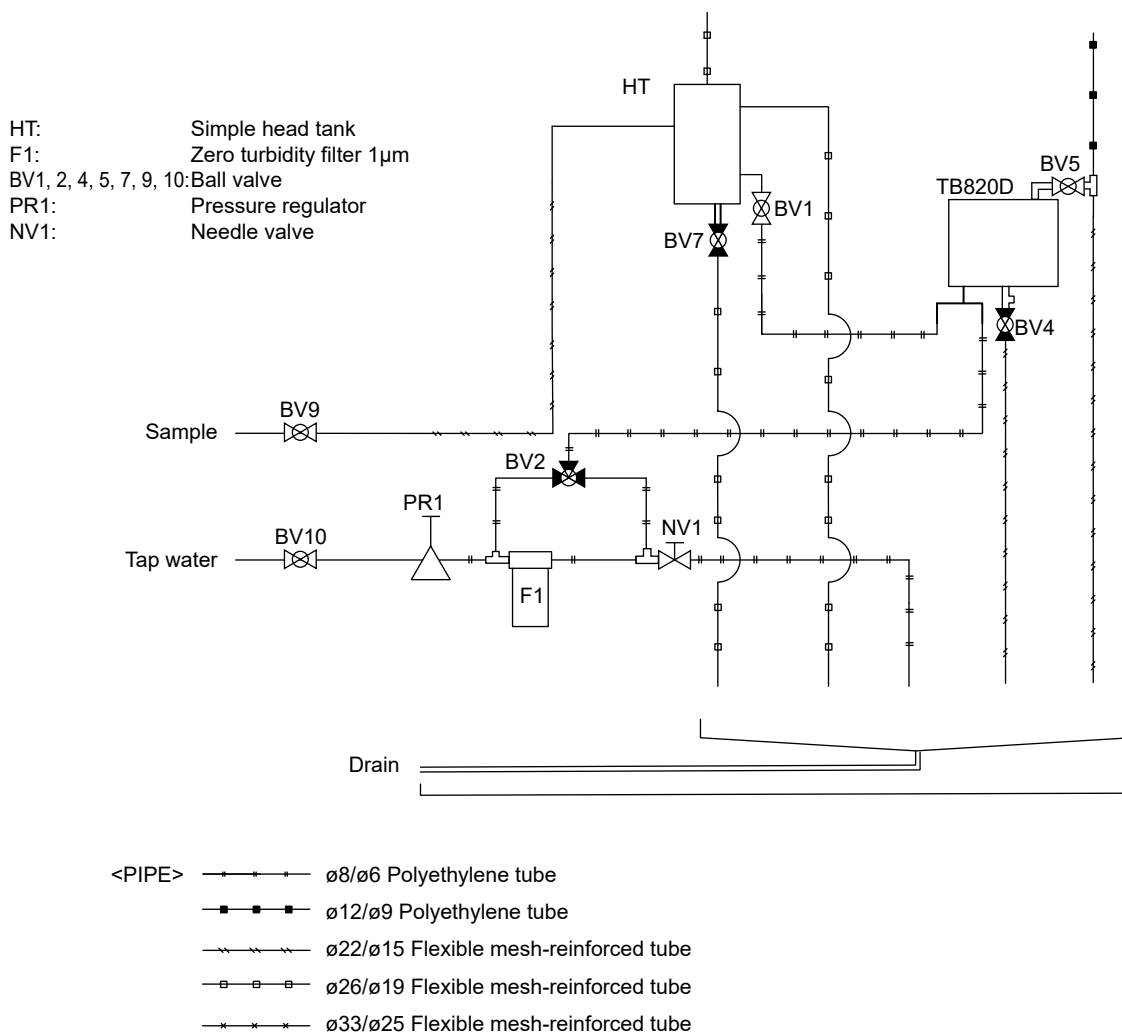 HT: Simple head tank
F1: Zero turbidity filter 1µm
BV1, 2, 4, 5, 7, 9, 10: Ball valve
PR1: Pressure regulator
NV1: Needle valve
HT
BV5
TB820D
BV1
BV7
BV4
BV9
Sample
BV2
PR1
NV1
BV10
Tap water
F1
Drain
<PIPE>
ø8/ø6 Polyethylene tube
ø12/ø9 Polyethylene tube
ø22/ø15 Flexible mesh-reinforced tube
ø26/ø19 Flexible mesh-reinforced tube
ø33/ø25 Flexible mesh-reinforced tube